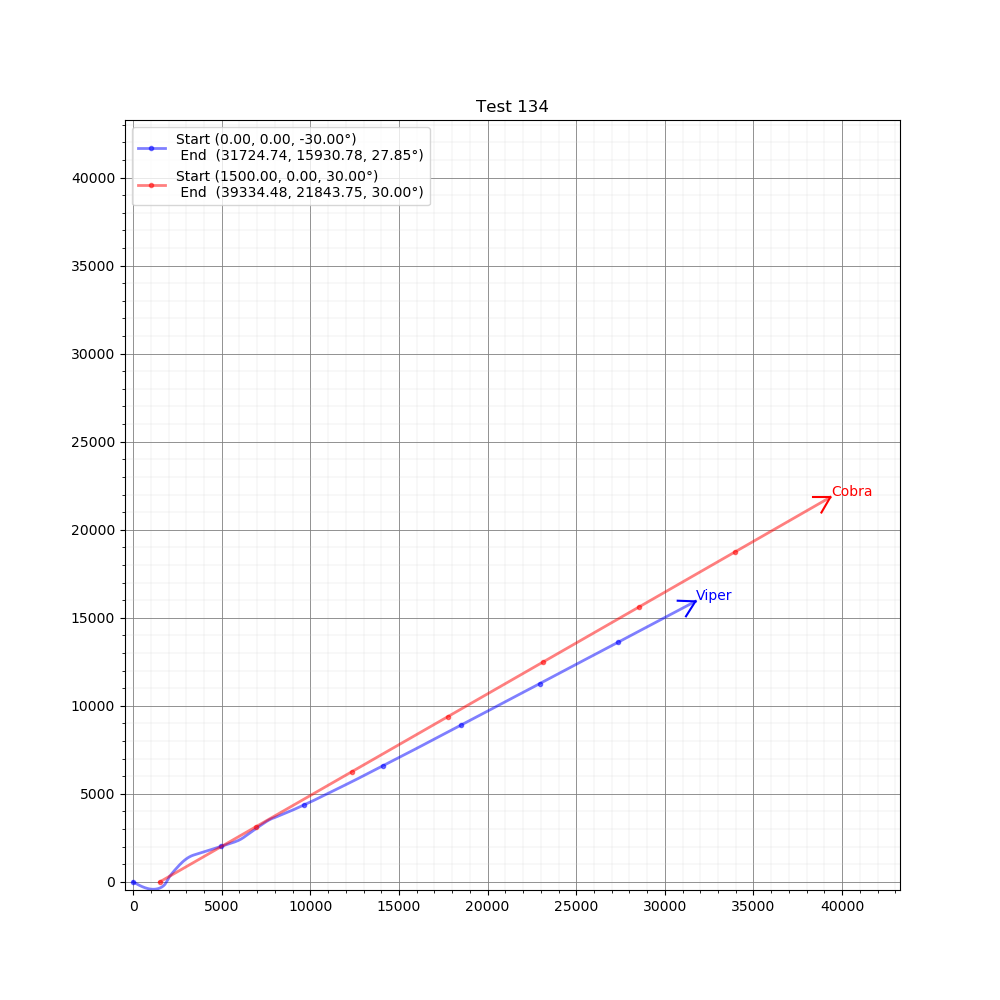 Test 134
Start (0.00, 0.00, -30.00°)
End  (31724.74, 15930.78, 27.85°)
Start (1500.00, 0.00, 30.00°)
End  (39334.48, 21843.75, 30.00°)
40000
35000
30000
25000
20000
15000
10000
5000
0
Cobra
Viper
0 5000 10000 15000 20000 25000 30000 35000 40000